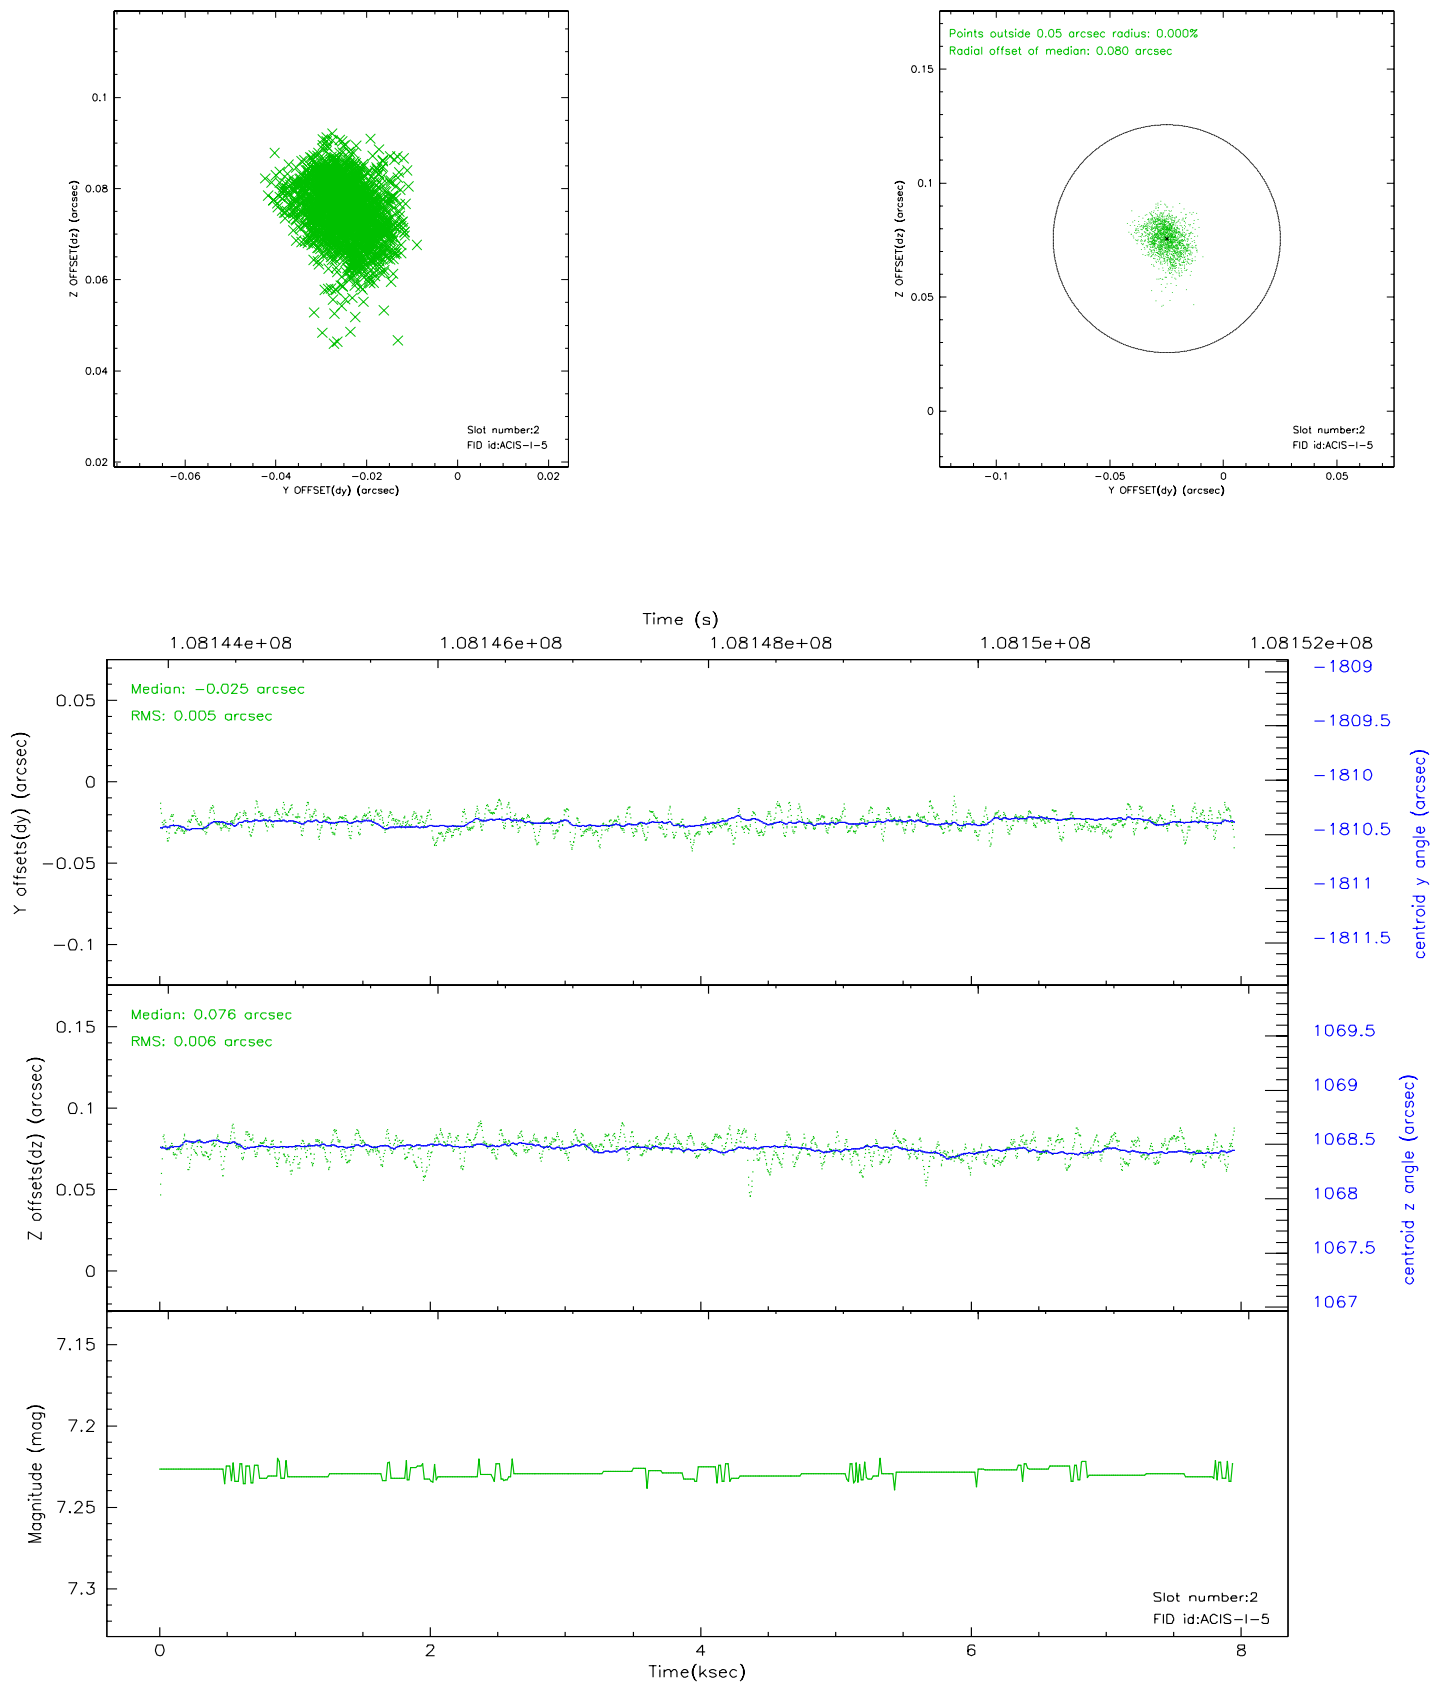 0.1
0.08
0.06
0.04
0.02
Z OFFSET(dz) (arcsec)
Slot number:2
FID id:ACIS-I-5
-0.06 -0.04 -0.02 0 0.02
Y OFFSET(dy) (arcsec)
Points outside 0.05 arcsec radius: 0.000%
Radial offset of median: 0.080 arcsec
0.15
0.1
0.05
0
Z OFFSET(dz) (arcsec)
Slot number:2
FID id:ACIS-I-5
-0.1 -0.05 0 0.05
Y OFFSET(dy) (arcsec)
Time (s)
1.08144e+08 1.08146e+08 1.08148e+08 1.0815e+08 1.08152e+08
Median: -0.025 arcsec
RMS: 0.005 arcsec
0.05
0
-0.05
-0.1
Y offsets(dy) (arcsec)
-1809
-1809.5
-1810
-1810.5
-1811
-1811.5
centroid y angle (arcsec)
Median: 0.076 arcsec
RMS: 0.006 arcsec
0.15
0.1
0.05
0
Z offsets(dz) (arcsec)
1069.5
1069
1068.5
1068
1067.5
1067
centroid z angle (arcsec)
7.15
7.2
7.25
7.3
Magnitude (mag)
Slot number:2
FID id:ACIS-I-5
0 2 4 6 8
Time(ksec)